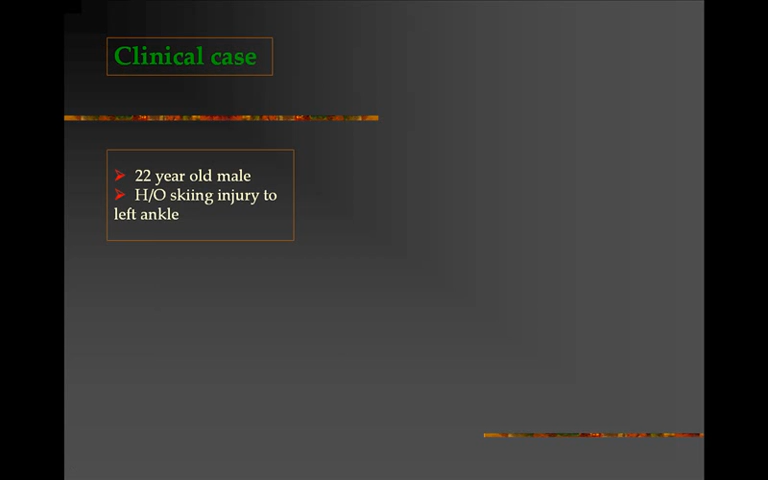 Clinical case
22 year old male
H/O skiing injury to
left ankle